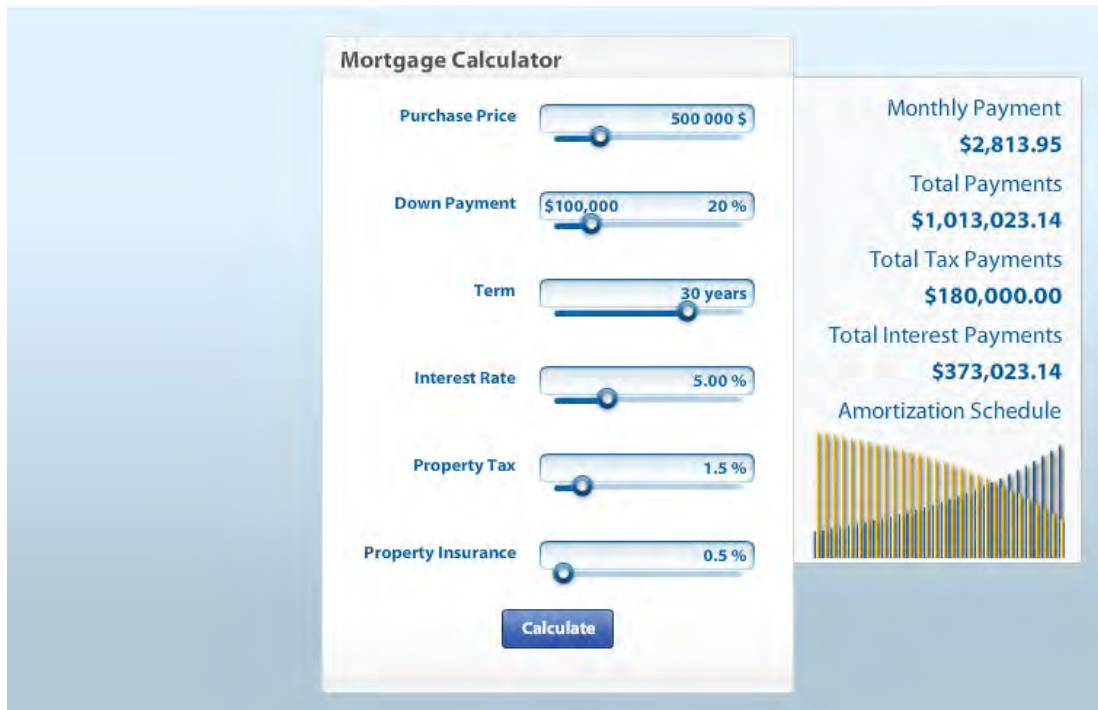 Mortgage Calculator
Purchase Price 500 000 $
Down Payment $100,000 20 %
Term 30 years
Interest Rate 5.00 %
Property Tax 1.5 %
Property Insurance 0.5 %
Calculate
Monthly Payment
$2,813.95
Total Payments
$1,013,023.14
Total Tax Payments
$180,000.00
Total Interest Payments
$373,023.14
Amortization Schedule